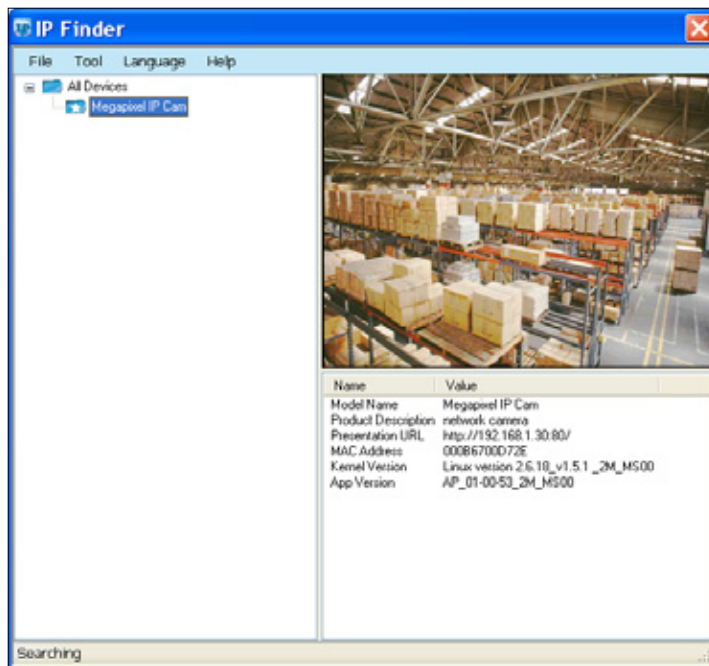 IP Finder
File Tool Language Help
All Devices
Megapixel IP Cam
Name Value
Model Name Megapixel IP Cam
Product Description network camera
Presentation URL http://192.168.1.30:80/
MAC Address 000B6700D72E
Kernel Version Linux version 2.6.18_v1.5.1 _2M_MS00
App Version AP_01-00-53_2M_MS00
Searching